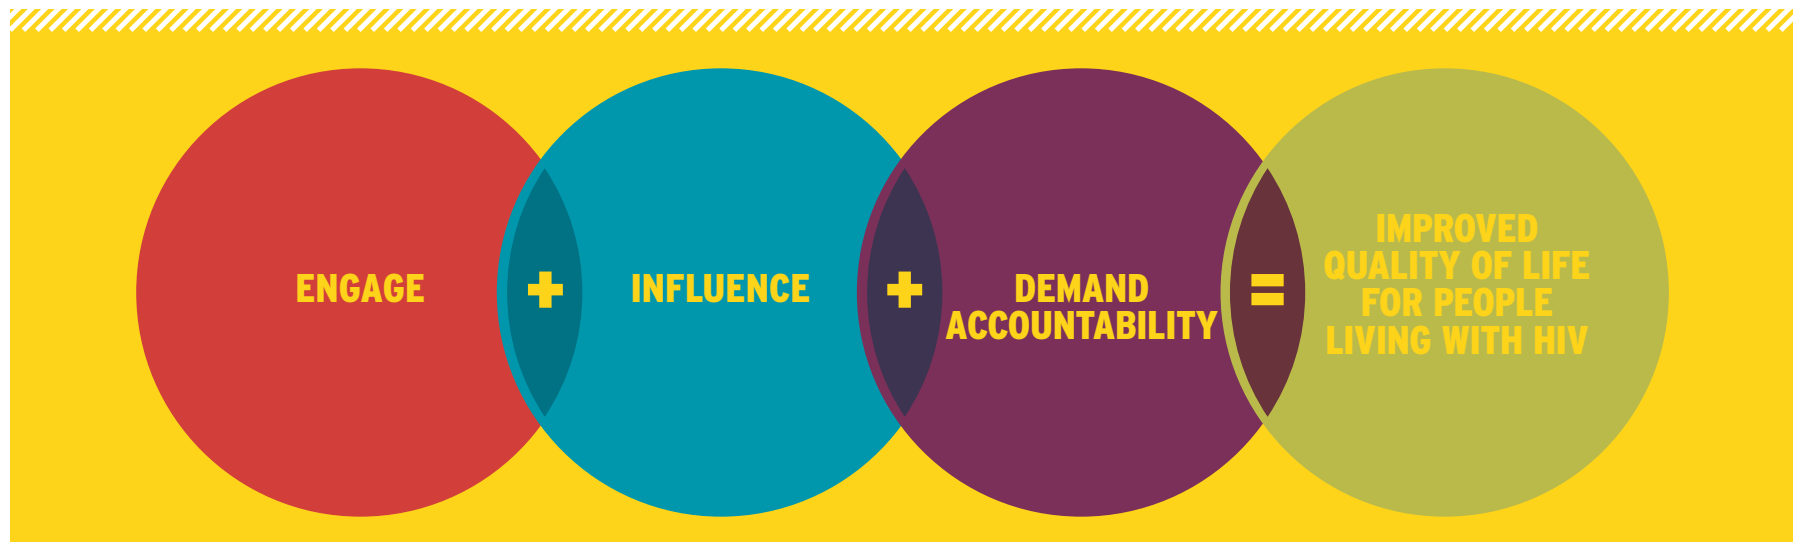 ENGAGE
+
INFLUENCE
+
DEMAND
ACCOUNTABILITY
=
IMPROVED
QUALITY OF LIFE
FOR PEOPLE
LIVING WITH HIV